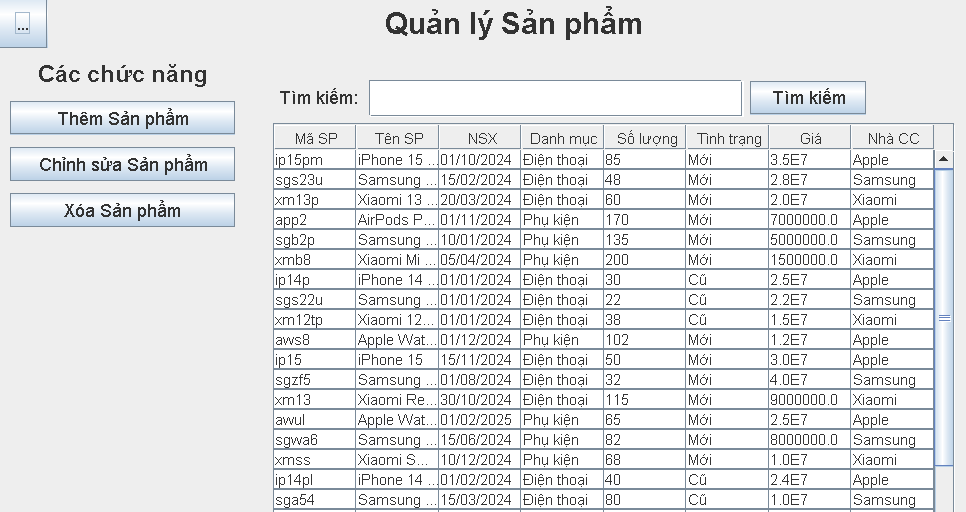 ...
Quản lý Sản phẩm
Các chức năng
Thêm Sản phẩm
Chỉnh sửa Sản phẩm
Xóa Sản phẩm
Tìm kiếm: Tìm kiếm
Mã SP Tên SP NSX Danh mục Số lượng Tình trạng Giá Nhà CC
ip15pm iPhone 15 ... 01/10/2024 Điện thoại 85 Mới 3.5E7 Apple
sgs23u Samsung ... 15/02/2024 Điện thoại 48 Mới 2.8E7 Samsung
xm13p Xiaomi 13 ... 20/03/2024 Điện thoại 60 Mới 2.0E7 Xiaomi
app2 AirPods P... 01/11/2024 Phụ kiện 170 Mới 7000000.0 Apple
sgb2p Samsung ... 10/01/2024 Phụ kiện 135 Mới 5000000.0 Samsung
xmb8 Xiaomi Mi ... 05/04/2024 Phụ kiện 200 Mới 1500000.0 Xiaomi
ip14p iPhone 14 ... 01/01/2024 Điện thoại 30 Cũ 2.5E7 Apple
sgs22u Samsung ... 01/01/2024 Điện thoại 22 Cũ 2.2E7 Samsung
xm12tp Xiaomi 12... 01/01/2024 Điện thoại 38 Cũ 1.5E7 Xiaomi
aws8 Apple Wat... 01/12/2024 Phụ kiện 102 Mới 1.2E7 Apple
ip15 iPhone 15 15/11/2024 Điện thoại 50 Mới 3.0E7 Apple
sgzf5 Samsung ... 01/08/2024 Điện thoại 32 Mới 4.0E7 Samsung
xm13 Xiaomi Re... 30/10/2024 Điện thoại 115 Mới 9000000.0 Xiaomi
awul Apple Wat... 01/02/2025 Phụ kiện 65 Mới 2.5E7 Apple
sgwa6 Samsung ... 15/06/2024 Phụ kiện 82 Mới 8000000.0 Samsung
xmss Xiaomi S... 10/12/2024 Phụ kiện 68 Mới 1.0E7 Xiaomi
ip14pl iPhone 14 ... 01/02/2024 Điện thoại 40 Cũ 2.4E7 Apple
sga54 Samsung ... 15/03/2024 Điện thoại 80 Cũ 1.0E7 Samsung